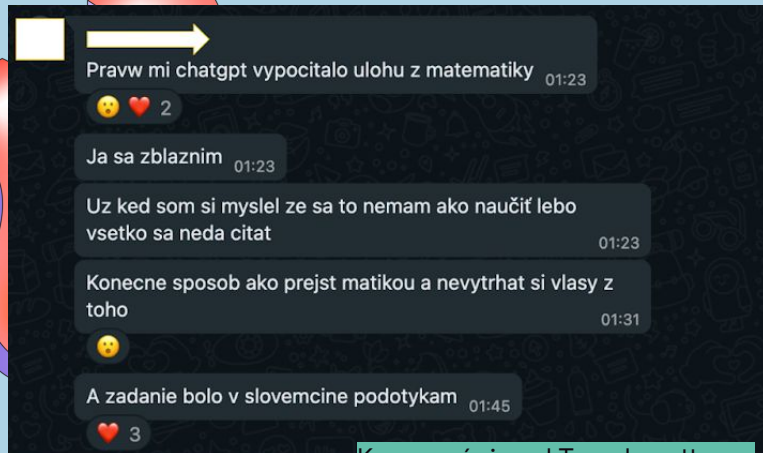 Pravw mi chatgpt vypocitalo ulohu z matematiky 01:23
2
Ja sa zblaznim 01:23
Uz ked som si myslel ze sa to nemam ako naučiť lebo
vsetko sa neda citat 01:23
Konecne sposob ako prejst matikou a nevytrhat si vlasy z
toho 01:31
A zadanie bolo v slovemcine podotykam 01:45
3